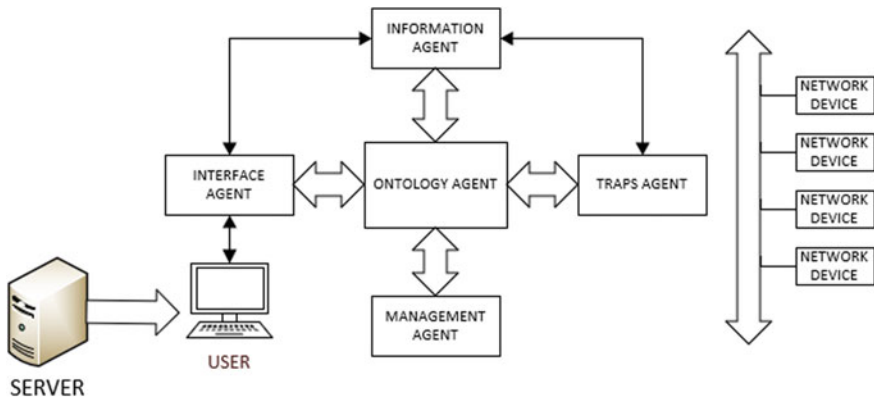 INFORMATION
AGENT
NETWORK
DEVICE
NETWORK
DEVICE
INTERFACE
AGENT
ONTOLOGY AGENT
TRAPS AGENT
NETWORK
DEVICE
NETWORK
DEVICE
MANAGEMENT
AGENT
USER
SERVER